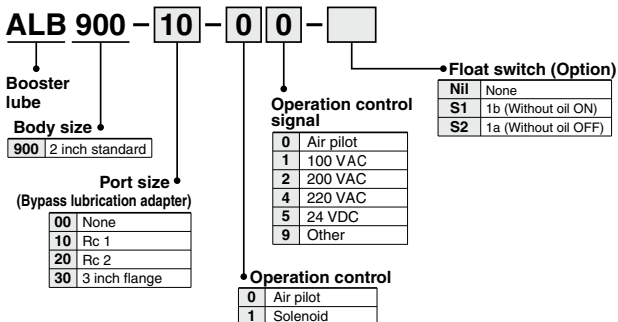 ALB 900 - 10 - 0 0 -
Booster
lube
Body size
900 2 inch standard
Port size
(Bypass lubrication adapter)
00 None
10 Rc 1
20 Rc 2
30 3 inch flange
Operation control
0 Air pilot
1 Solenoid
Operation control
signal
0 Air pilot
1 100 VAC
2 200 VAC
4 220 VAC
5 24 VDC
9 Other
Float switch (Option)
Nil None
S1 1b (Without oil ON)
S2 1a (Without oil OFF)